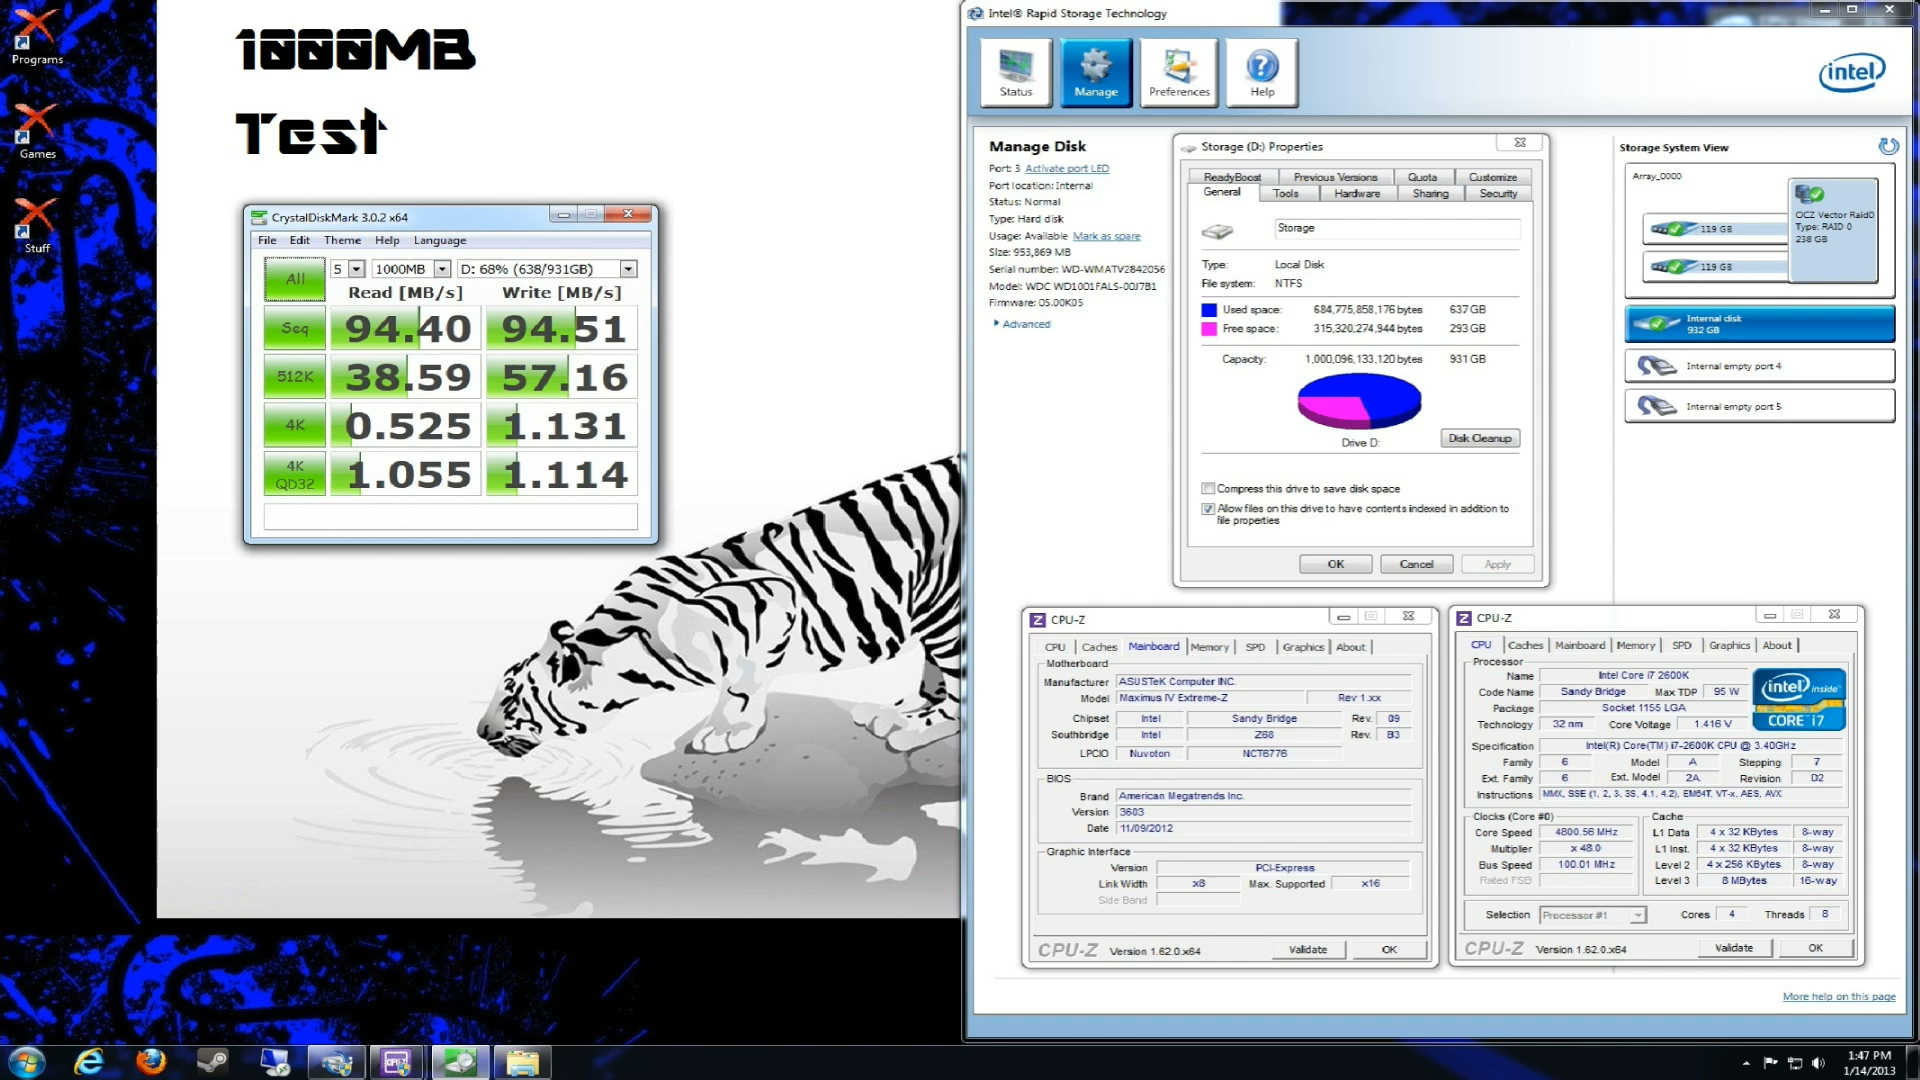 Programs
Games
Stuff
1000MB
Test
CrystalDiskMark 3.0.2 x64
File Edit Theme Help Language
All 5 1000MB D: 68% (638/931GB)
Read [MB/s] Write [MB/s]
Seq 94.40 94.51
512K 38.59 57.16
4K 0.525 1.131
4K QD32 1.055 1.114
Intel® Rapid Storage Technology
Status Manage Preferences Help
intel
Manage Disk
Port: 3 Activate port LED
Port location: Internal
Status: Normal
Type: Hard disk
Usage: Available Mark as spare
Size: 953,869 MB
Serial number: WD-WMATV2842056
Model: WDC WD1001FALS-00J7B1
Firmware: 05.00K05
Advanced
Storage (D:) Properties
ReadyBoost Previous Versions Quota Customize
General Tools Hardware Sharing Security
Storage
Type: Local Disk
File system: NTFS
Used space: 684,775,858,176 bytes 637 GB
Free space: 315,320,274,944 bytes 293 GB
Capacity: 1,000,096,133,120 bytes 931 GB
Drive D:
Disk Cleanup
Compress this drive to save disk space
Allow files on this drive to have contents indexed in addition to
file properties
OK Cancel Apply
Storage System View
Array_0000
119 GB
119 GB
OCZ Vector Raid0
Type: RAID 0
238 GB
Internal disk
932 GB
Internal empty port 4
Internal empty port 5
CPU-Z
CPU Caches Mainboard Memory SPD Graphics About
Motherboard
Manufacturer ASUSTeK Computer INC.
Model Maximus IV Extreme-Z Rev 1.xx
Chipset Intel Sandy Bridge Rev. 09
Southbridge Intel Z68 Rev. B3
LPCIO Nuvoton NCT6776
BIOS
Brand American Megatrends Inc.
Version 3603
Date 11/09/2012
Graphic Interface
Version PCI-Express
Link Width x8 Max. Supported x16
Side Band
CPU-Z Version 1.62.0.x64 Validate OK
CPU-Z
CPU Caches Mainboard Memory SPD Graphics About
Processor
Name Intel Core i7 2600K
Code Name Sandy Bridge Max TDP 95 W
Package Socket 1155 LGA
Technology 32 nm Core Voltage 1.416 V
intel inside™
CORE™ i7
Specification Intel(R) Core(TM) i7-2600K CPU @ 3.40GHz
Family 6 Model A Stepping 7
Ext. Family 6 Ext. Model 2A Revision D2
Instructions MMX, SSE (1, 2, 3, 3S, 4.1, 4.2), EM64T, VT-x, AES, AVX
Clocks (Core #0)
Core Speed 4800.56 MHz
Multiplier x 48.0
Bus Speed 100.01 MHz
Rated FSB
Cache
L1 Data 4 x 32 KBytes 8-way
L1 Inst. 4 x 32 KBytes 8-way
Level 2 4 x 256 KBytes 8-way
Level 3 8 MBytes 16-way
Selection Processor #1 Cores 4 Threads 8
CPU-Z Version 1.62.0.x64 Validate OK
More help on this page
1:47 PM
1/14/2013